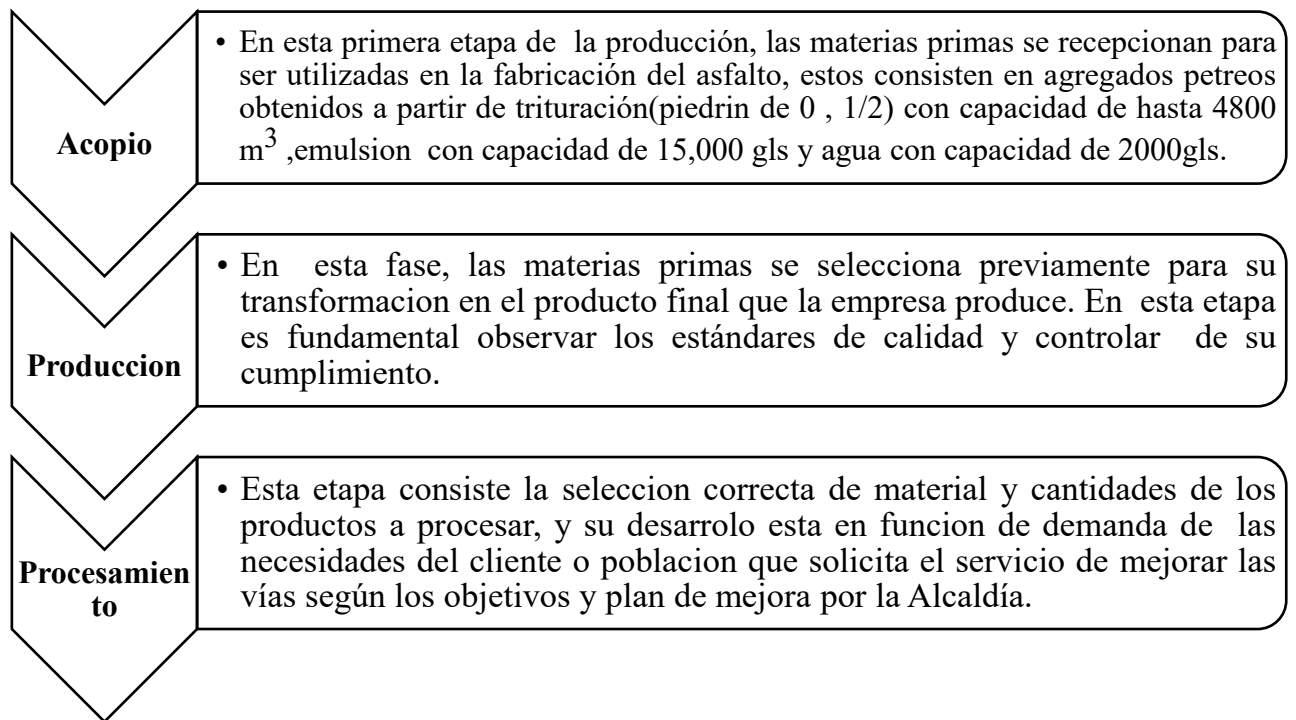 Acopio
• En esta primera etapa de la producción, las materias primas se recepcionan para
ser utilizadas en la fabricación del asfalto, estos consisten en agregados petreos
obtenidos a partir de trituración(piedrin de 0 , 1/2) con capacidad de hasta 4800
m³ ,emulsion con capacidad de 15,000 gls y agua con capacidad de 2000gls.
Produccion
• En esta fase, las materias primas se selecciona previamente para su
transformacion en el producto final que la empresa produce. En esta etapa
es fundamental observar los estándares de calidad y controlar de su
cumplimiento.
Procesamien
to
• Esta etapa consiste la seleccion correcta de material y cantidades de los
productos a procesar, y su desarrolo esta en funcion de demanda de las
necesidades del cliente o poblacion que solicita el servicio de mejorar las
vías según los objetivos y plan de mejora por la Alcaldía.